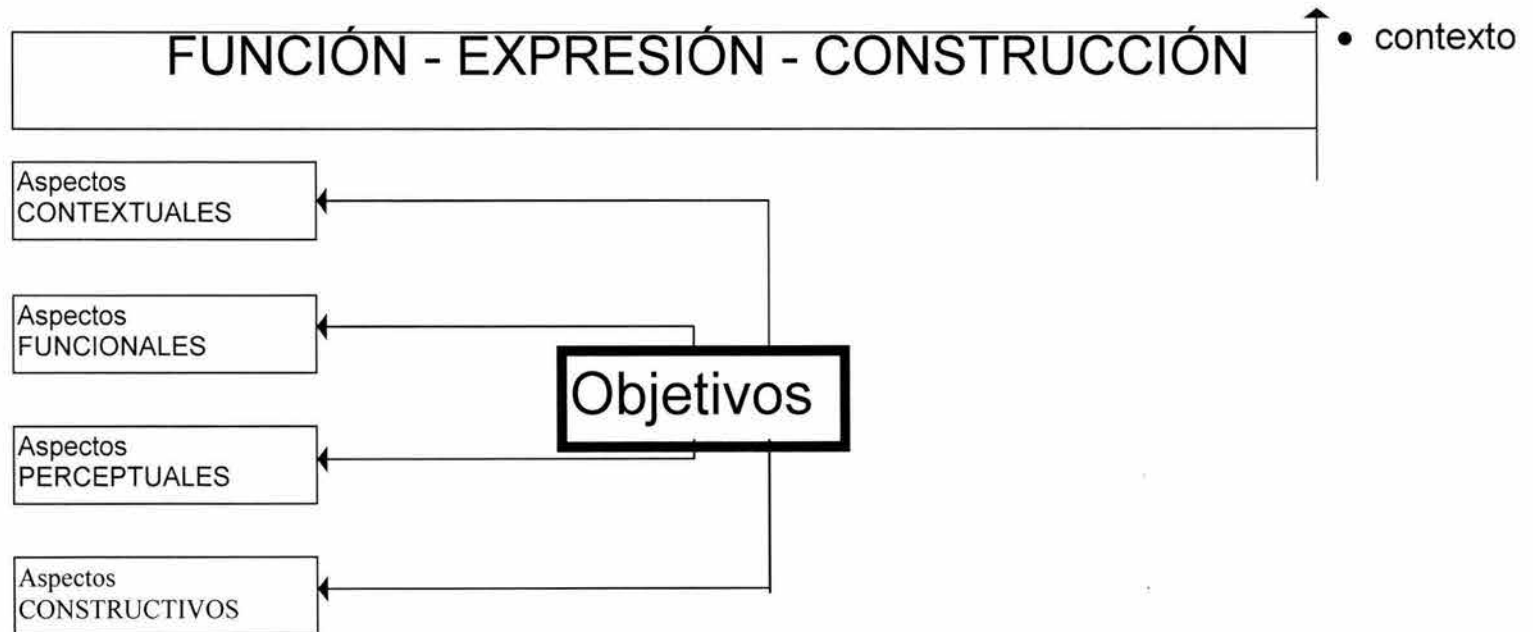 FUNCIÓN - EXPRESIÓN - CONSTRUCCIÓN
• contexto
Aspectos
CONTEXTUALES
Aspectos
FUNCIONALES
Objetivos
Aspectos
PERCEPTUALES
Aspectos
CONSTRUCTIVOS